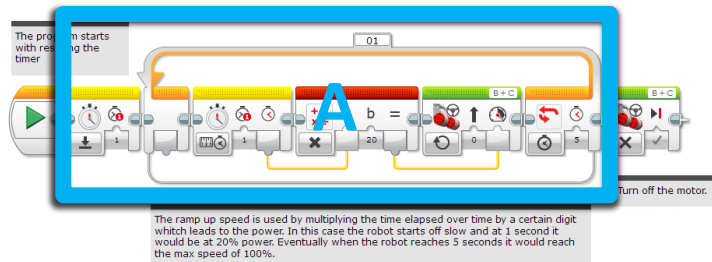 The program starts
with reseting the
timer
01
A
B+C
B+C
1
1
b =
20
0
5
Turn off the motor.
The ramp up speed is used by multiplying the time elapsed over time by a certain digit
whitch leads to the power. In this case the robot starts off slow and at 1 second it
would be at 20% power. Eventually when the robot reaches 5 seconds it would reach
the max speed of 100%.